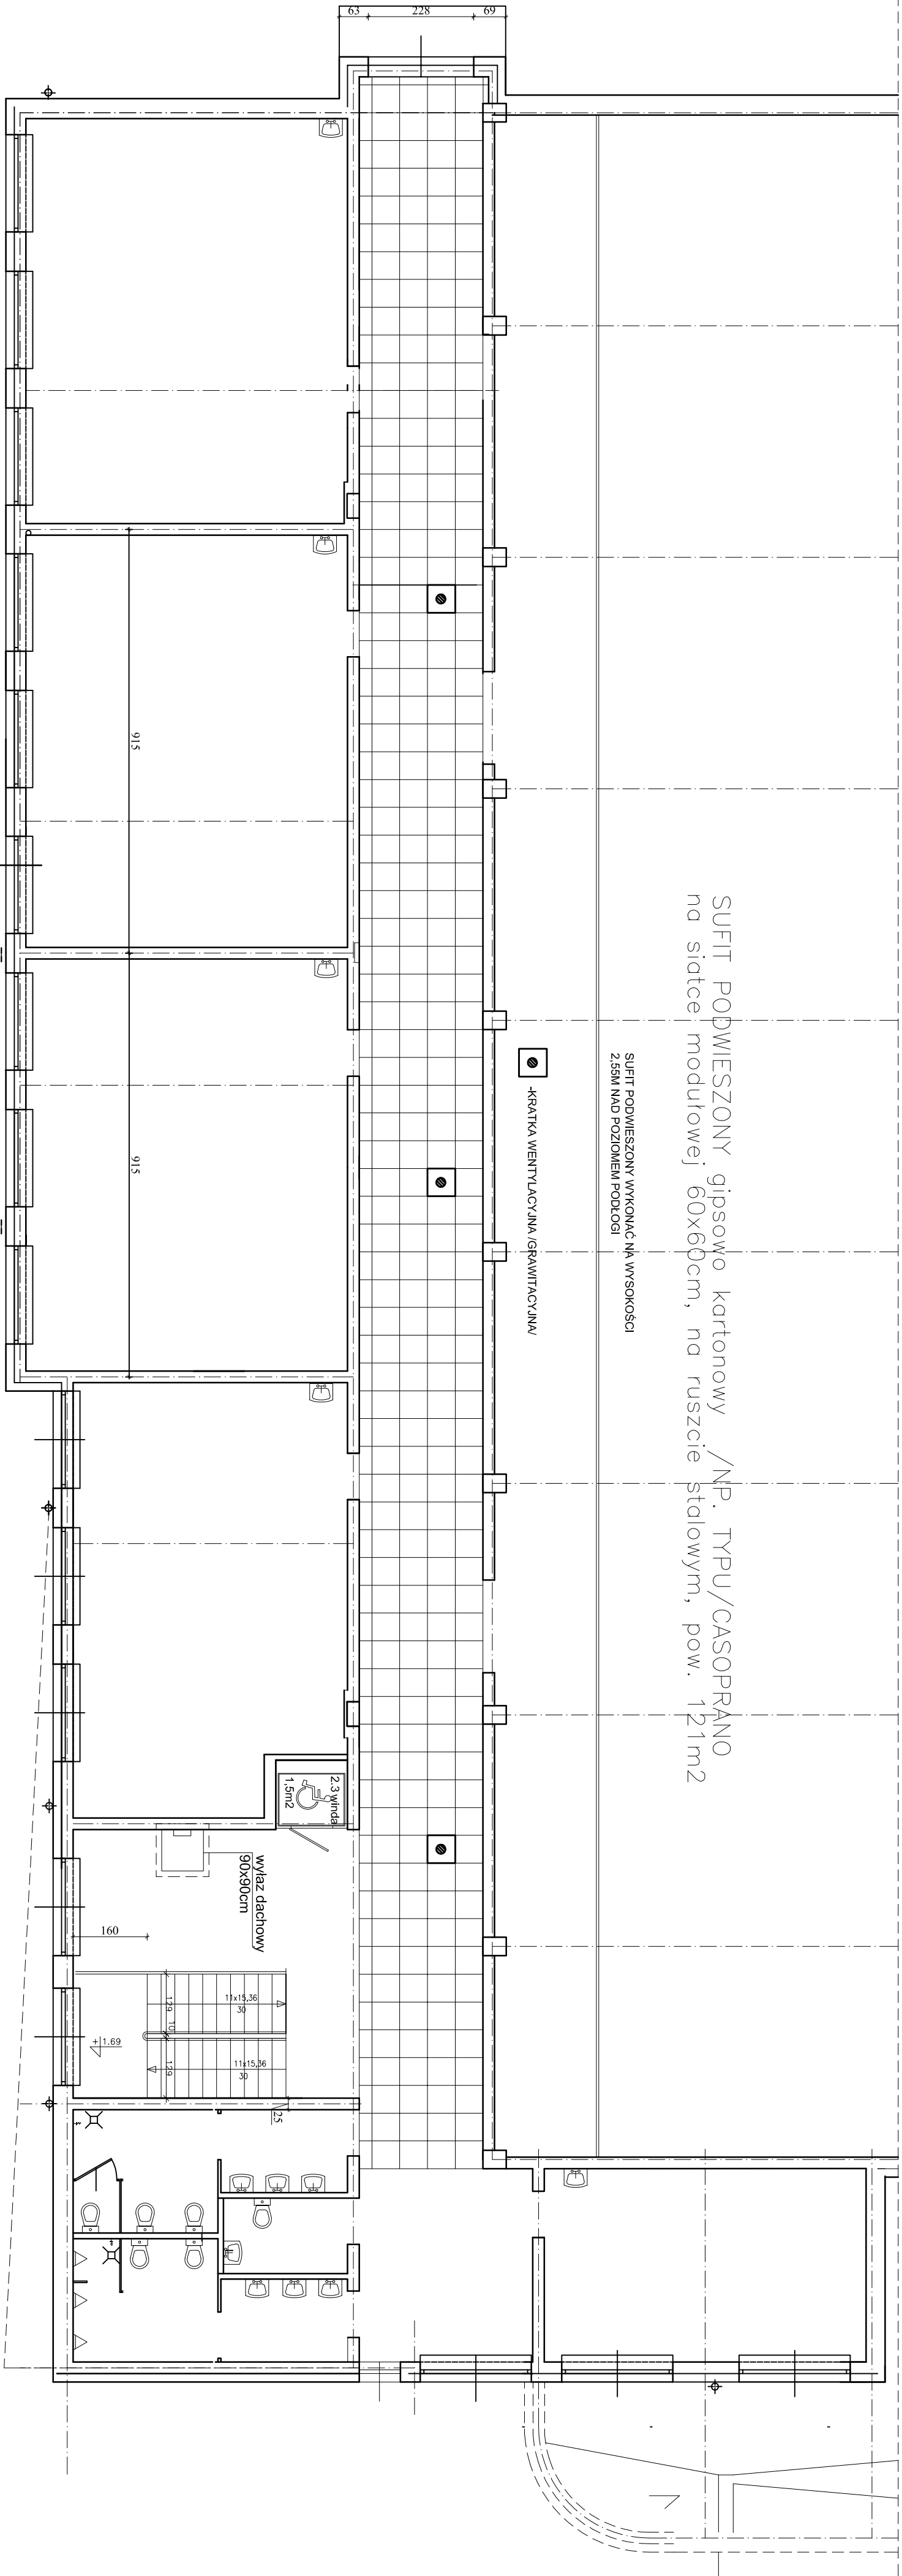 63
228
69
SUFIT PODWIESZONY gipsowo kartonowy /NP. TYPU/CASOPRANO
na siatce modułowej 60x60cm, na ruszcie stalowym, pow. 121m2
SUFIT PODWIESZONY WYKONAĆ NA WYSOKOŚCI
2,55M NAD POZIOMEM PODŁOGI
-KRATKA WENTYLACYJNA /GRAWITACYJNA/
915
915
2.3 winda
1,5m2
wyłaz dachowy
90x90cm
160
129
10
129
11x15,36
30
11x15,36
30
+1.69
25